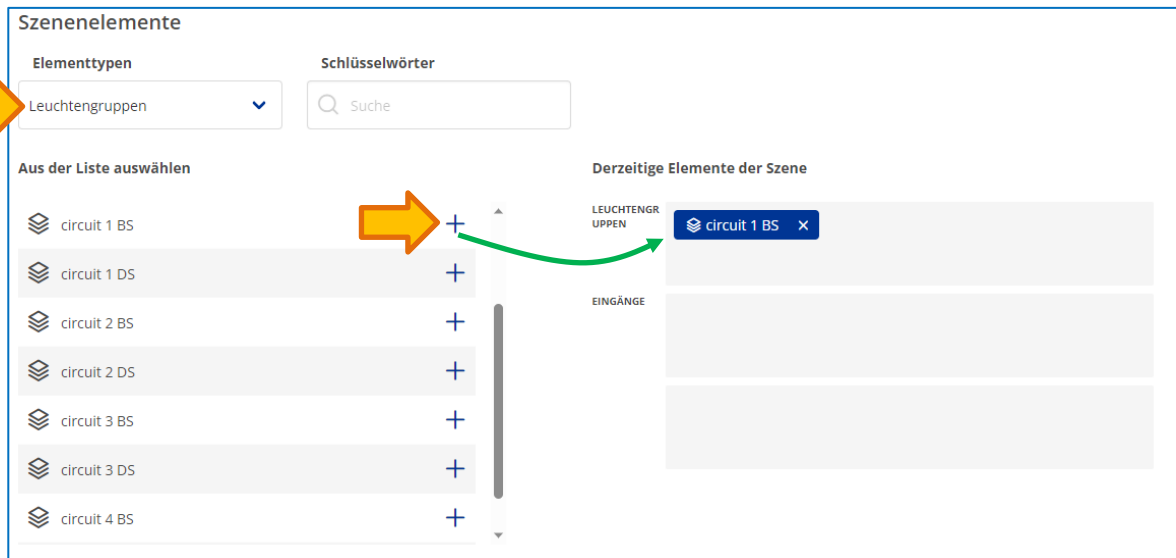 Szenenelemente
Elementtypen
Schlüsselwörter
Leuchtengruppen
Suche
Aus der Liste auswählen
Derzeitige Elemente der Szene
circuit 1 BS
circuit 1 DS
circuit 2 BS
circuit 2 DS
circuit 3 BS
circuit 3 DS
circuit 4 BS
LEUCHTENGR
UPPEN
circuit 1 BS
EINGÄNGE